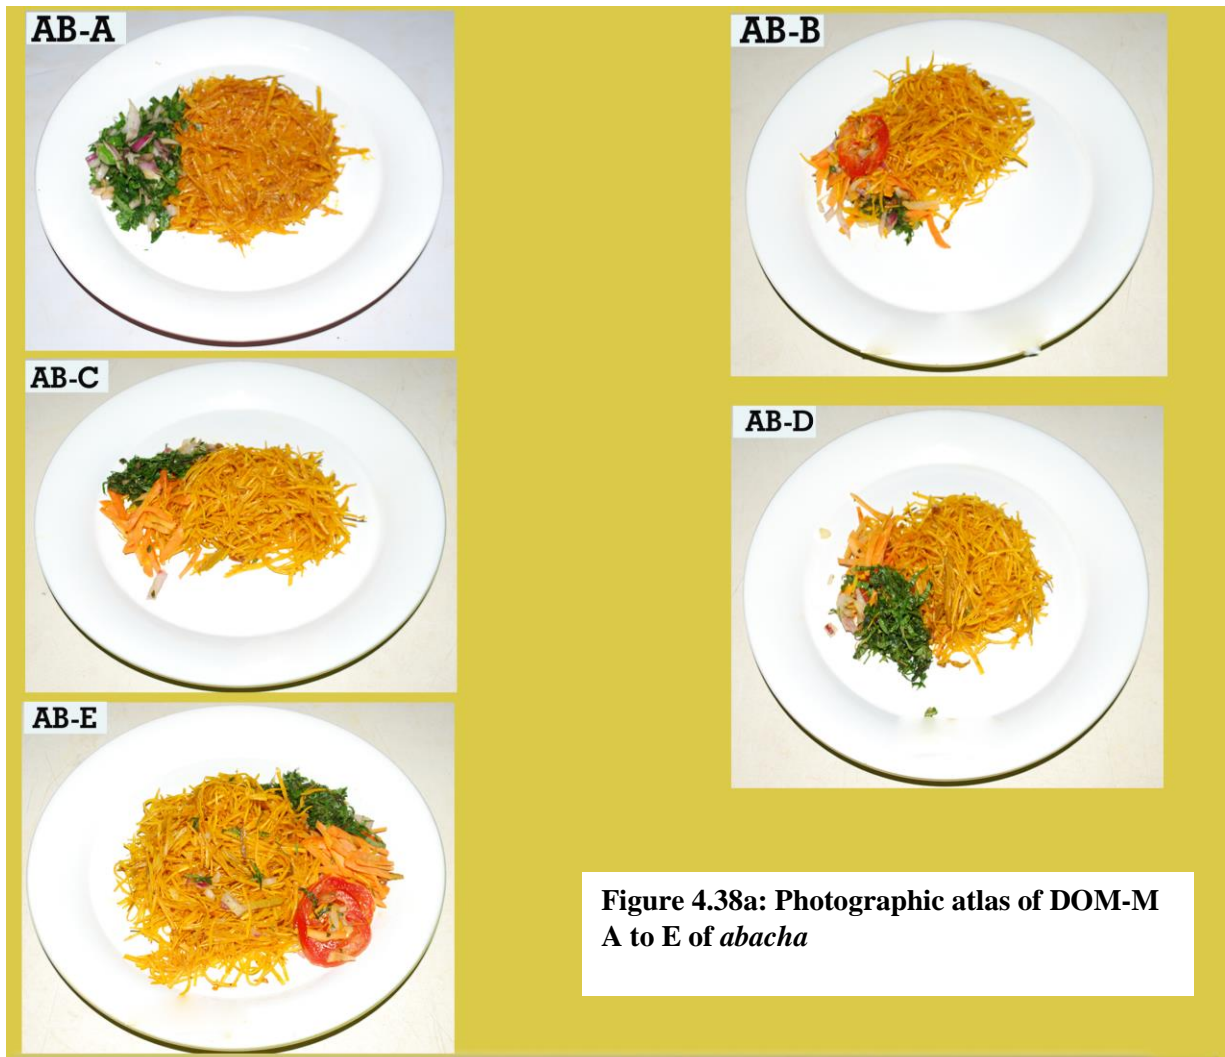 AB-A
AB-B
AB-C
AB-D
AB-E
Figure 4.38a: Photographic atlas of DOM-M
A to E of abacha